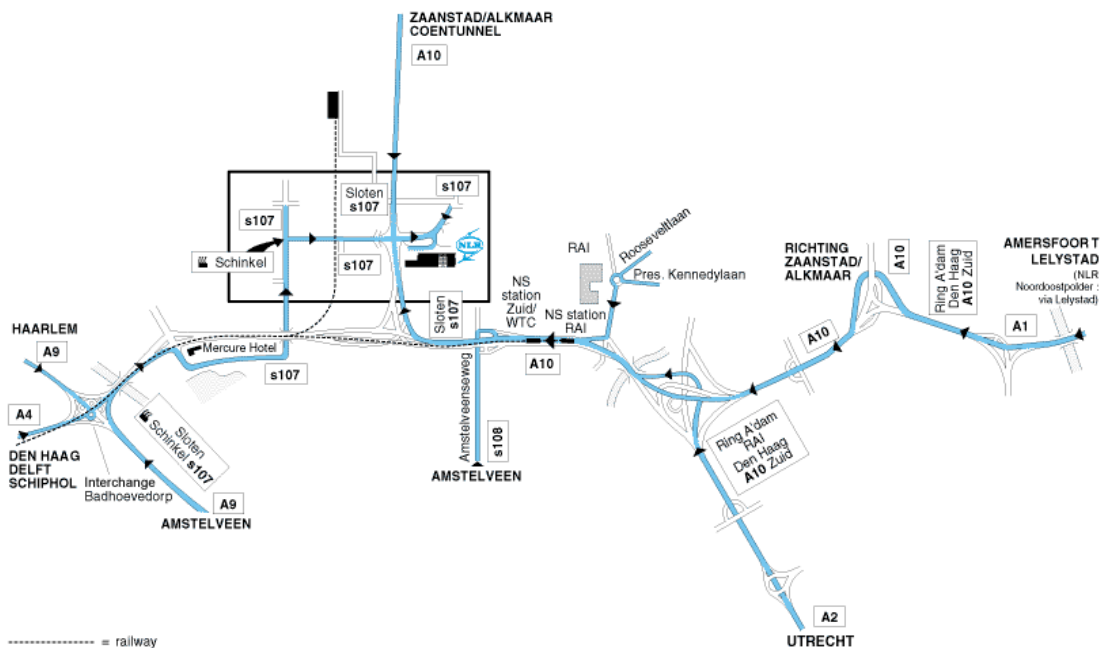 ZAANSTAD/ALKMAAR
COENTUNNEL
A10
Sloten
s107
s107
s107
Schinkel
s107
NLR
RAI
Rooseveltlaan
Pres. Kennedylaan
NS
station
Zuid/
WTC
NS station
RAI
Sloten
s107
A10
RICHTING
ZAANSTAD/
ALKMAAR
A10
Ring A'dam
Den Haag
A10 Zuid
AMERSFOORT
LELYSTAD
(NLR
Noordoostpolder :
via Lelystad)
A1
A10
HAARLEM
A9
Mercure Hotel
s107
A4
DEN HAAG
DELFT
SCHIPHOL
Sloten
Schinkel s107
Interchange
Badhoevedorp
A9
AMSTELVEEN
Amstelveenseweg
s108
AMSTELVEEN
Ring A'dam
RAI
Den Haag
A10 Zuid
A2
UTRECHT
= railway